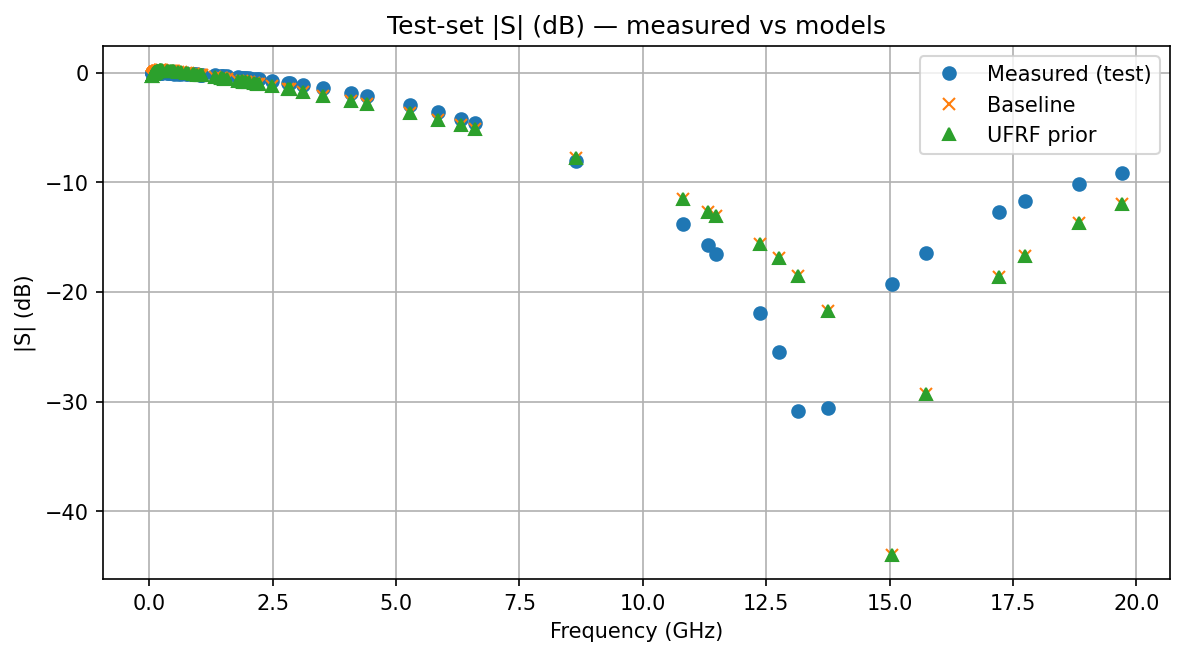 Test-set |S| (dB) — measured vs models
Measured (test)
Baseline
UFRF prior
|S| (dB)
0
−10
−20
−30
−40
0.0 2.5 5.0 7.5 10.0 12.5 15.0 17.5 20.0
Frequency (GHz)